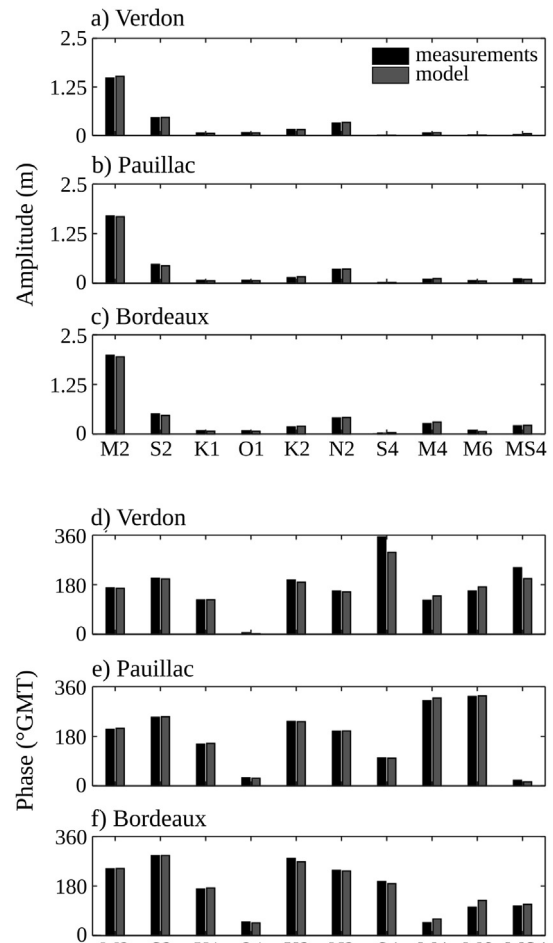 a) Verdon
2.5
measurements
model
1.25
0
b) Pauillac
2.5
Amplitude (m)
1.25
0
c) Bordeaux
2.5
1.25
0
M2 S2 K1 O1 K2 N2 S4 M4 M6 MS4
d) Verdon
360
180
0
e) Pauillac
360
Phase (°GMT)
180
0
f) Bordeaux
360
180
0